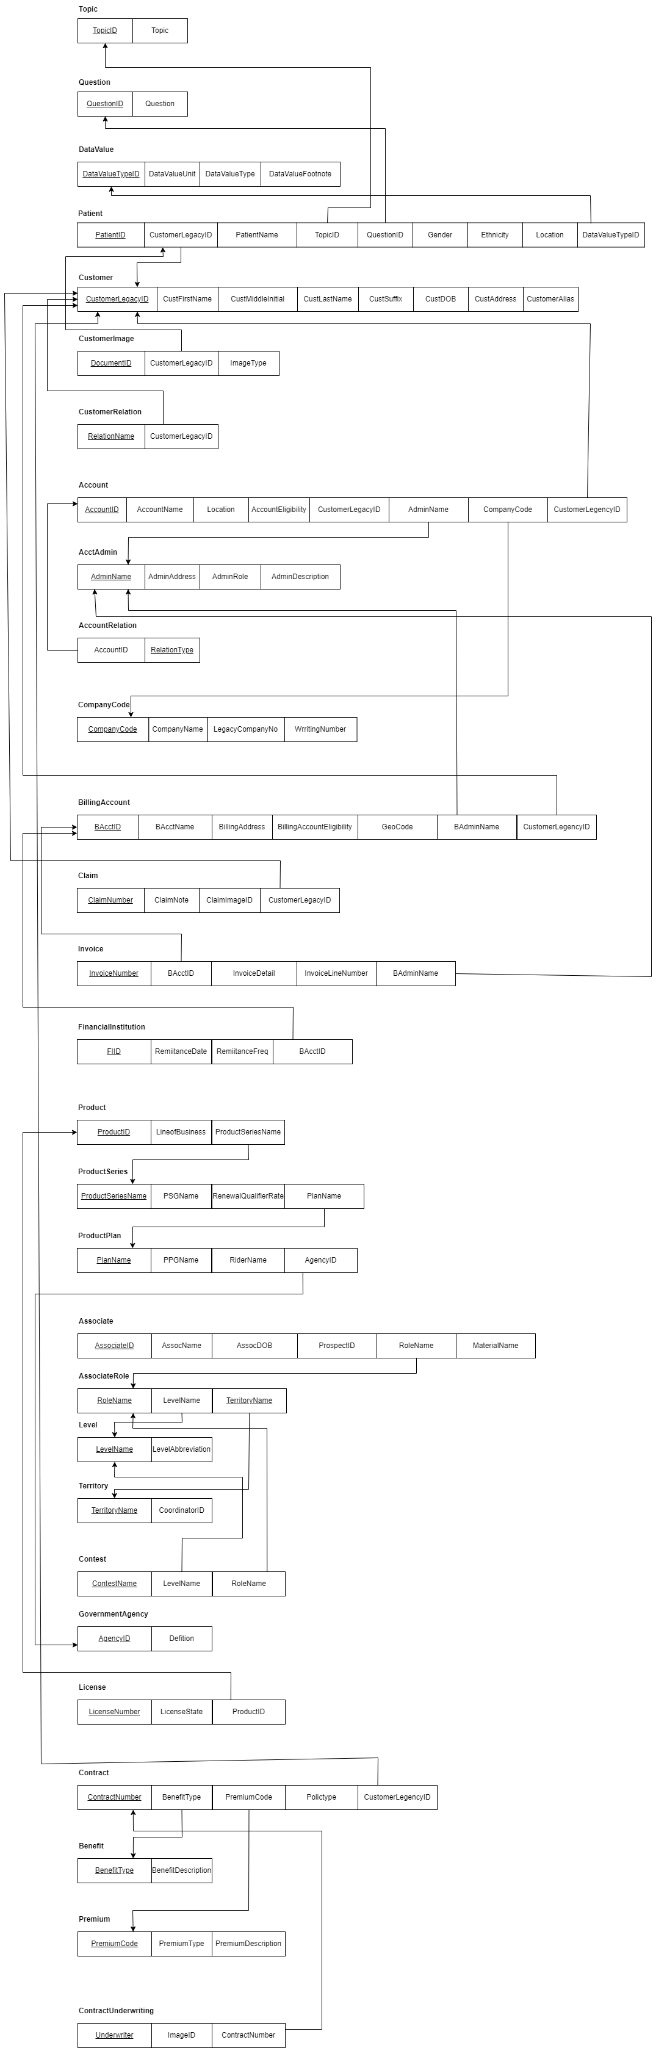 Topic
TopicID Topic
Question
QuestionID Question
DataValue
DataValueTypeID DataValueUnit DataValueType DataValueFootnote
Patient
PatientID CustomerLegacyID PatientName TopicID QuestionID Gender Ethnicity Location DataValueTypeID
Customer
CustomerLegacyID CustFirstName CustMiddleInitial CustLastName CustSuffix CustDOB CustAddress CustomerAlias
CustomerImage
DocumentID CustomerLegacyID ImageType
CustomerRelation
RelationName CustomerLegacyID
Account
AccountID AccountName Location AccountEligibility CustomerLegacyID AdminName CompanyCode CustomerLegencyID
AcctAdmin
AdminName AdminAddress AdminRole AdminDescription
AccountRelation
AccountID RelationType
CompanyCode
CompanyCode CompanyName LegacyCompanyNo WrritingNumber
BillingAccount
BAcctID BAcctName BillingAddress BillingAccountEligibility GeoCode BAdminName CustomerLegencyID
Claim
ClaimNumber ClaimNote ClaimImageID CustomerLegacyID
Invoice
InvoiceNumber BAcctID InvoiceDetail InvoiceLineNumber BAdminName
FinancialInstitution
FIID RemiitanceDate RemiitanceFreq BAcctID
Product
ProductID LineofBusiness ProductSeriesName
ProductSeries
ProductSeriesName PSGName RenewalQualifierRate PlanName
ProductPlan
PlanName PPGName RiderName AgencyID
Associate
AssociateID AssocName AssocDOB ProspectID RoleName MaterialName
AssociateRole
RoleName LevelName TerritoryName
Level
LevelName LevelAbbreviation
Territory
TerritoryName CoordinatorID
Contest
ContestName LevelName RoleName
GovernmentAgency
AgencyID Defition
License
LicenseNumber LicenseState ProductID
Contract
ContractNumber BenefitType PremiumCode Polictype CustomerLegencyID
Benefit
BenefitType BenefitDescription
Premium
PremiumCode PremiumType PremiumDescription
ContractUnderwriting
Underwriter ImageID ContractNumber